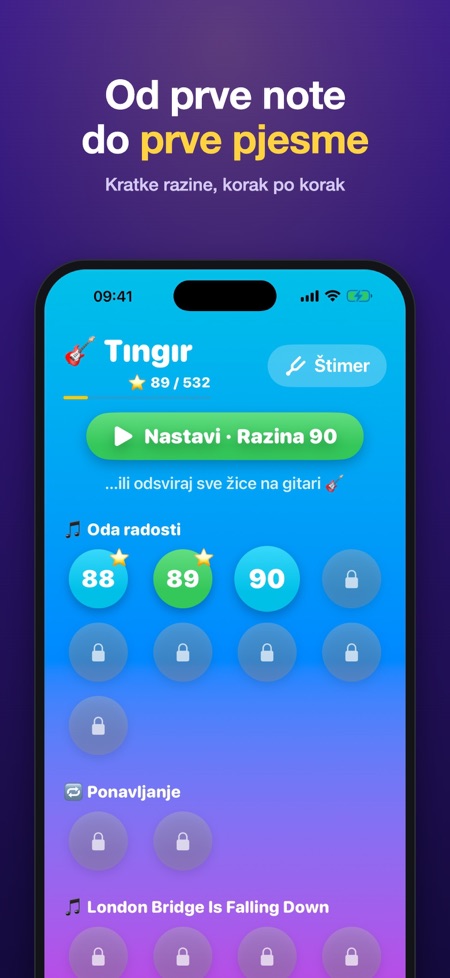 Od prve note
do prve pjesme
Kratke razine, korak po korak
09:41
🎸 Tıngır
⭐ 89 / 532
Štimer
Nastavi · Razina 90
...ili odsviraj sve žice na gitari 🎸
🎵 Oda radosti
88 89 90
🔁 Ponavljanje
🎵 London Bridge Is Falling Down